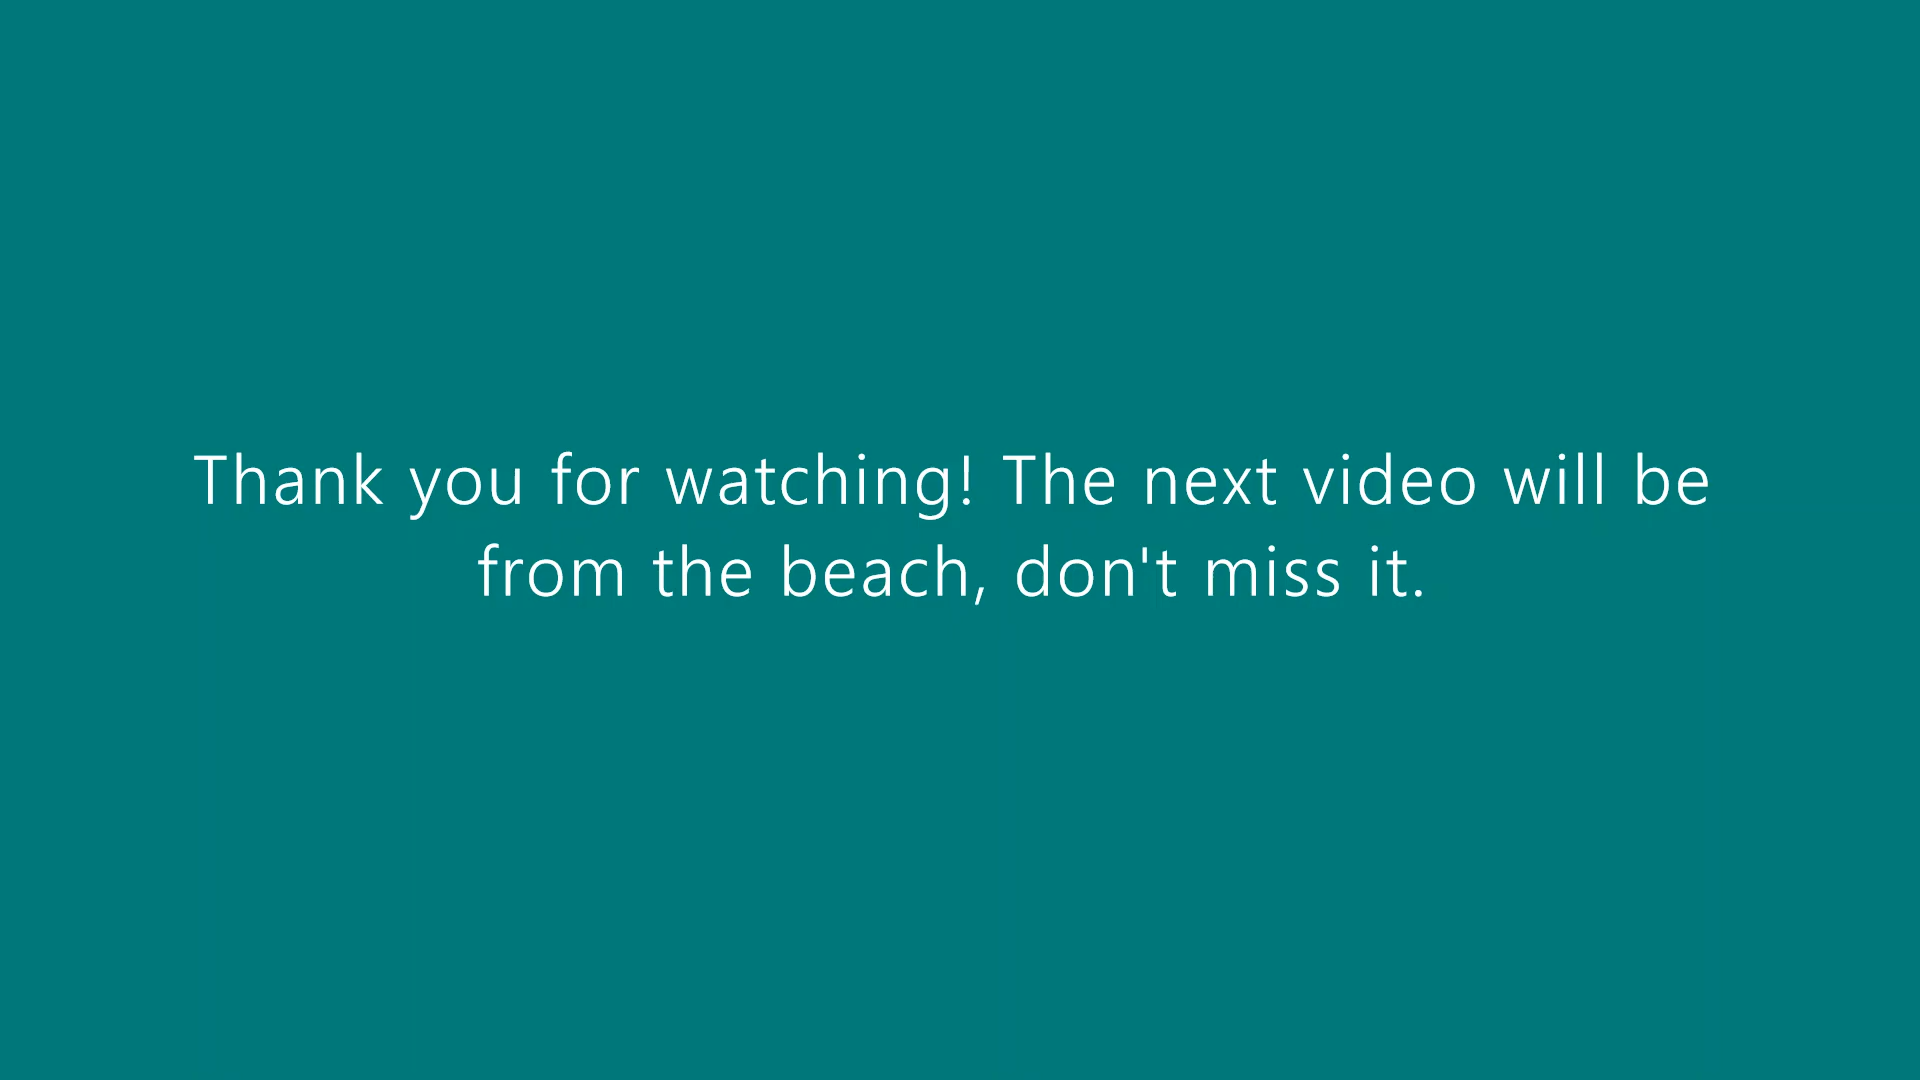 Thank you for watching! The next video will be
from the beach, don't miss it.